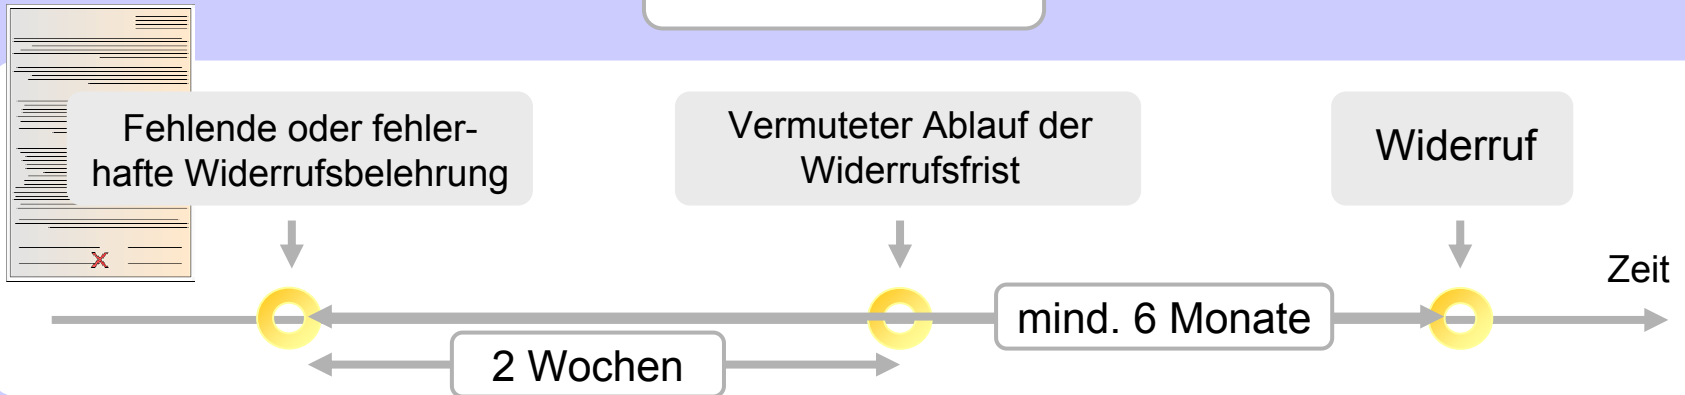 Fehlende oder fehler-
hafte Widerrufsbelehrung
Vermuteter Ablauf der
Widerrufsfrist
Widerruf
Zeit
mind. 6 Monate
2 Wochen